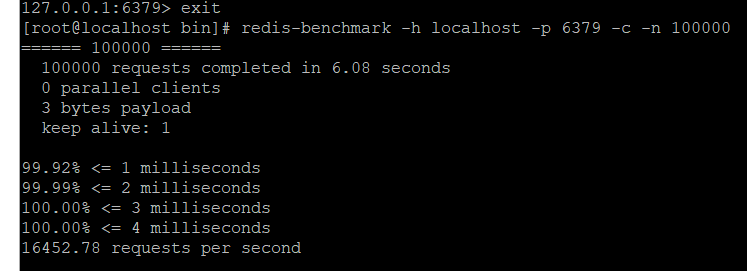 127.0.0.1:6379> exit
[root@localhost bin]# redis-benchmark -h localhost -p 6379 -c -n 100000
====== 100000 ======
  100000 requests completed in 6.08 seconds
  0 parallel clients
  3 bytes payload
  keep alive: 1

99.92% <= 1 milliseconds
99.99% <= 2 milliseconds
100.00% <= 3 milliseconds
100.00% <= 4 milliseconds
16452.78 requests per second